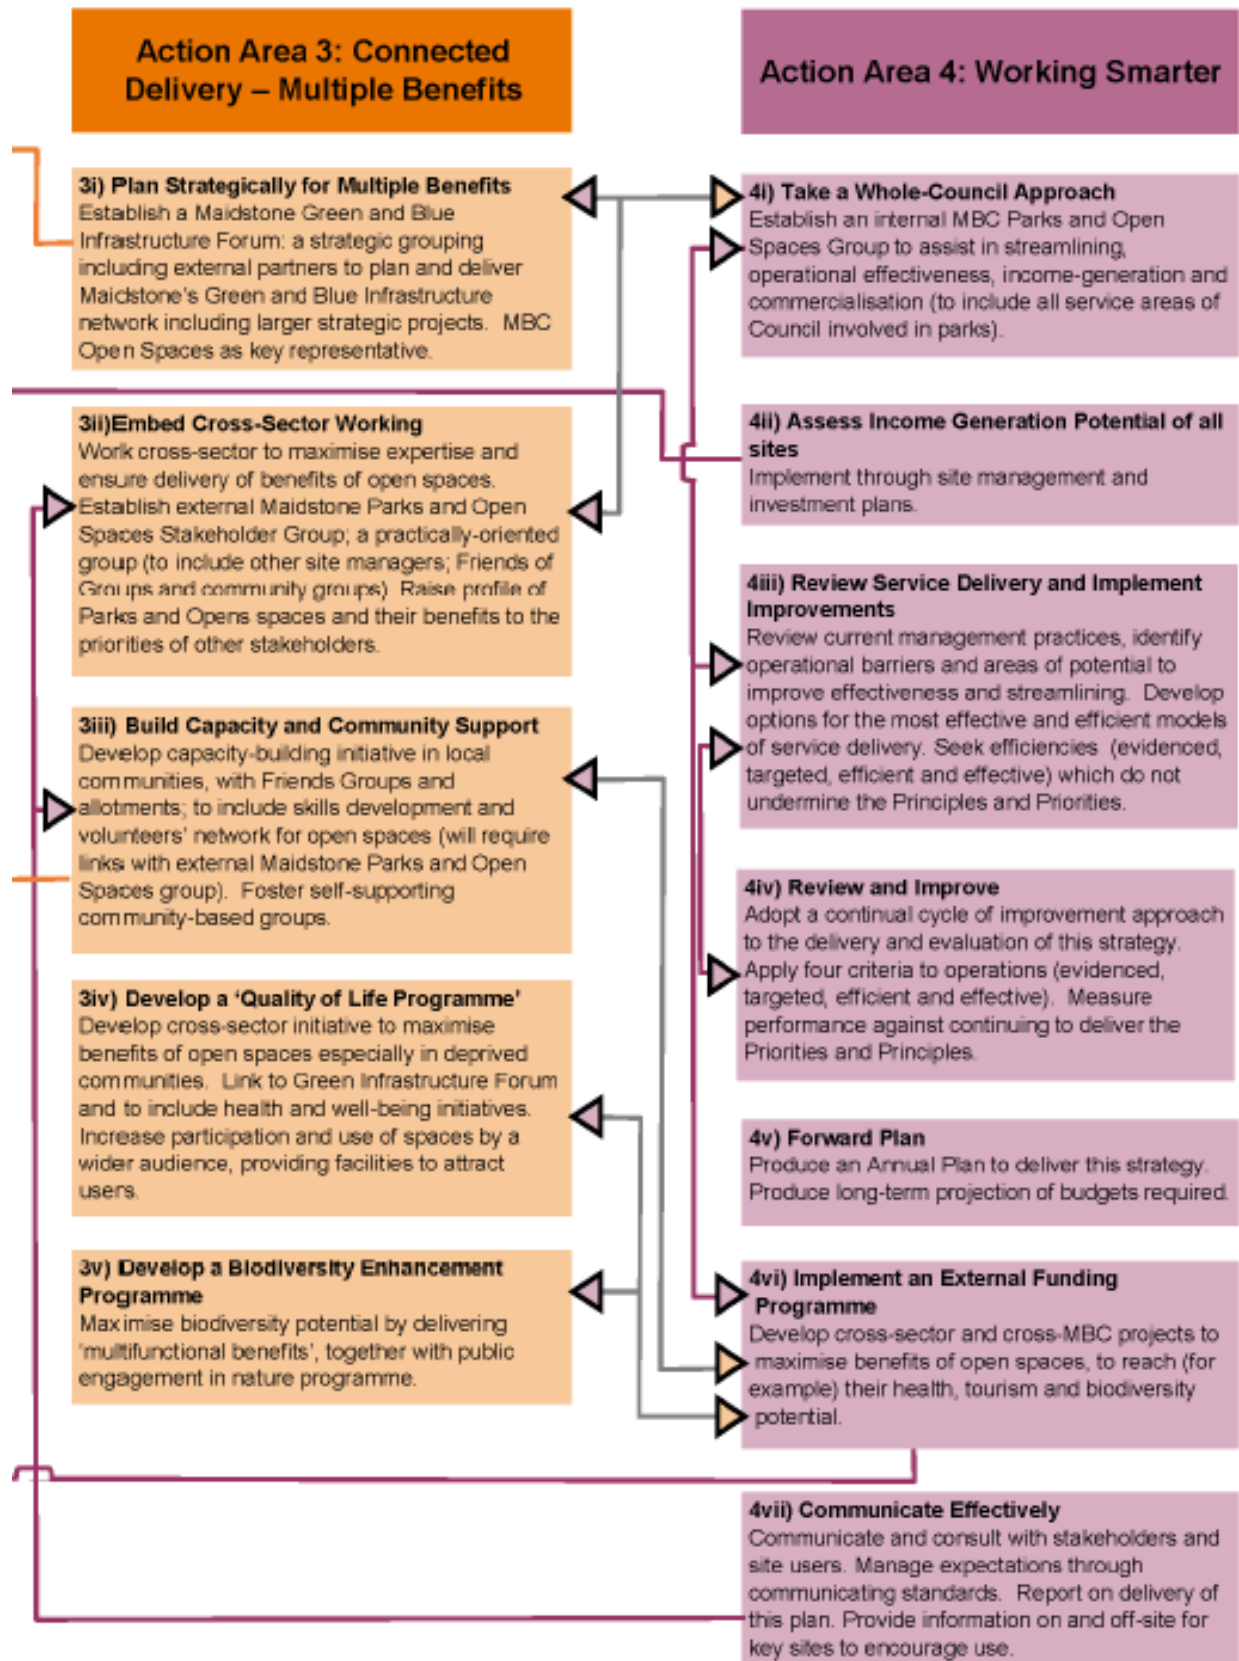 Action Area 3: Connected
Delivery – Multiple Benefits
3i) Plan Strategically for Multiple Benefits
Establish a Maidstone Green and Blue
Infrastructure Forum: a strategic grouping
including external partners to plan and deliver
Maidstone's Green and Blue Infrastructure
network including larger strategic projects. MBC
Open Spaces as key representative.
3ii)Embed Cross-Sector Working
Work cross-sector to maximise expertise and
ensure delivery of benefits of open spaces.
Establish external Maidstone Parks and Open
Spaces Stakeholder Group; a practically-oriented
group (to include other site managers; Friends of
Groups and community groups) Raise profile of
Parks and Opens spaces and their benefits to the
priorities of other stakeholders.
3iii) Build Capacity and Community Support
Develop capacity-building initiative in local
communities, with Friends Groups and
allotments; to include skills development and
volunteers' network for open spaces (will require
links with external Maidstone Parks and Open
Spaces group). Foster self-supporting
community-based groups.
3iv) Develop a 'Quality of Life Programme'
Develop cross-sector initiative to maximise
benefits of open spaces especially in deprived
communities. Link to Green Infrastructure Forum
and to include health and well-being initiatives.
Increase participation and use of spaces by a
wider audience, providing facilities to attract
users.
3v) Develop a Biodiversity Enhancement
Programme
Maximise biodiversity potential by delivering
'multifunctional benefits', together with public
engagement in nature programme.
Action Area 4: Working Smarter
4i) Take a Whole-Council Approach
Establish an internal MBC Parks and Open
Spaces Group to assist in streamlining,
operational effectiveness, income-generation and
commercialisation (to include all service areas of
Council involved in parks).
4ii) Assess Income Generation Potential of all
sites
Implement through site management and
investment plans.
4iii) Review Service Delivery and Implement
Improvements
Review current management practices, identify
operational barriers and areas of potential to
improve effectiveness and streamlining. Develop
options for the most effective and efficient models
of service delivery. Seek efficiencies (evidenced,
targeted, efficient and effective) which do not
undermine the Principles and Priorities.
4iv) Review and Improve
Adopt a continual cycle of improvement approach
to the delivery and evaluation of this strategy.
Apply four criteria to operations (evidenced,
targeted, efficient and effective). Measure
performance against continuing to deliver the
Priorities and Principles.
4v) Forward Plan
Produce an Annual Plan to deliver this strategy.
Produce long-term projection of budgets required.
4vi) Implement an External Funding
Programme
Develop cross-sector and cross-MBC projects to
maximise benefits of open spaces, to reach (for
example) their health, tourism and biodiversity
potential.
4vii) Communicate Effectively
Communicate and consult with stakeholders and
site users. Manage expectations through
communicating standards. Report on delivery of
this plan. Provide information on and off-site for
key sites to encourage use.